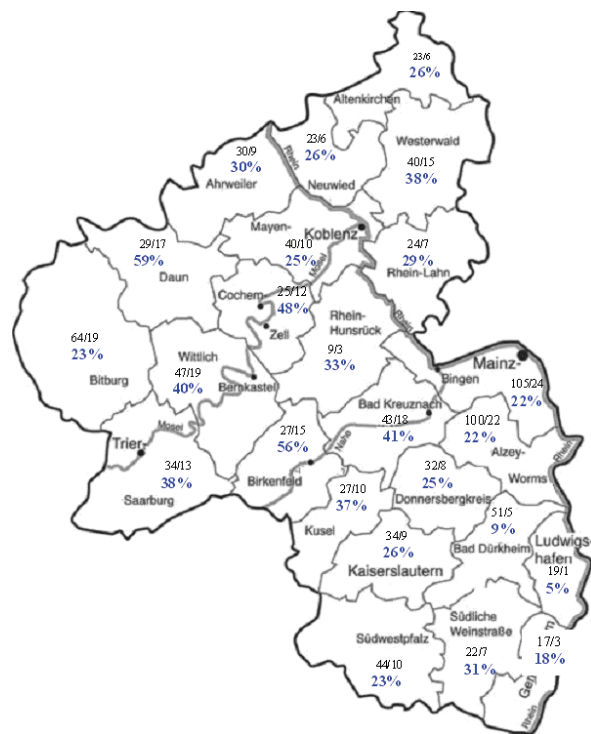 23/6
26%
Altenkirchen
23/6
26%
Neuwied
Westerwald
40/15
38%
30/9
30%
Ahrweiler
Rhein
Mayen-
Koblenz
40/10
25%
Mosel
24/7
29%
Rhein-Lahn
29/17
59%
Daun
25/12
Cochem-
48%
Zell
Rhein-
Hunsrück
9/3
33%
Rhein
64/19
23%
Bitburg
Wittlich
47/19
40%
Bernkastel
Mainz-
Bingen
105/24
22%
Bad Kreuznach
43/18
41%
Nahe
100/22
22%
Alzey-
Worms
Rhein
Trier-
Mosel
34/13
38%
Saarburg
27/15
56%
Birkenfeld
27/10
37%
Kusel
32/8
25%
Donnersbergkreis
51/5
9%
Bad Dürkheim
Ludwigs-
hafen
19/1
5%
34/9
26%
Kaiserslautern
Südwestpfalz
44/10
23%
Südliche
Weinstraße
22/7
31%
17/3
18%
Ger
Rhein